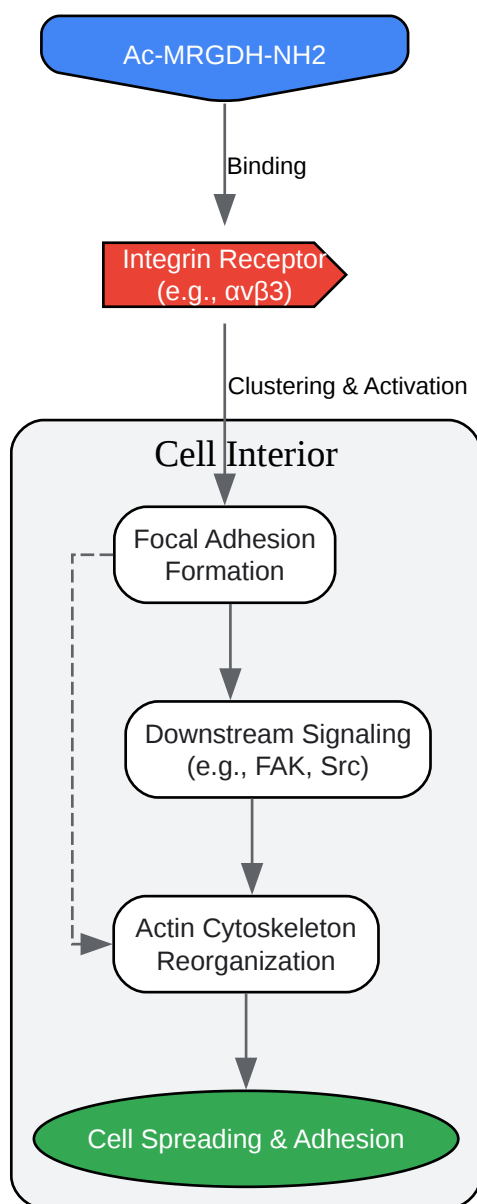 Ac-MRGDH-NH2
Binding
Integrin Receptor
(e.g., αvβ3)
Clustering & Activation
Cell Interior
Focal Adhesion
Formation
Downstream Signaling
(e.g., FAK, Src)
Actin Cytoskeleton
Reorganization
Cell Spreading & Adhesion